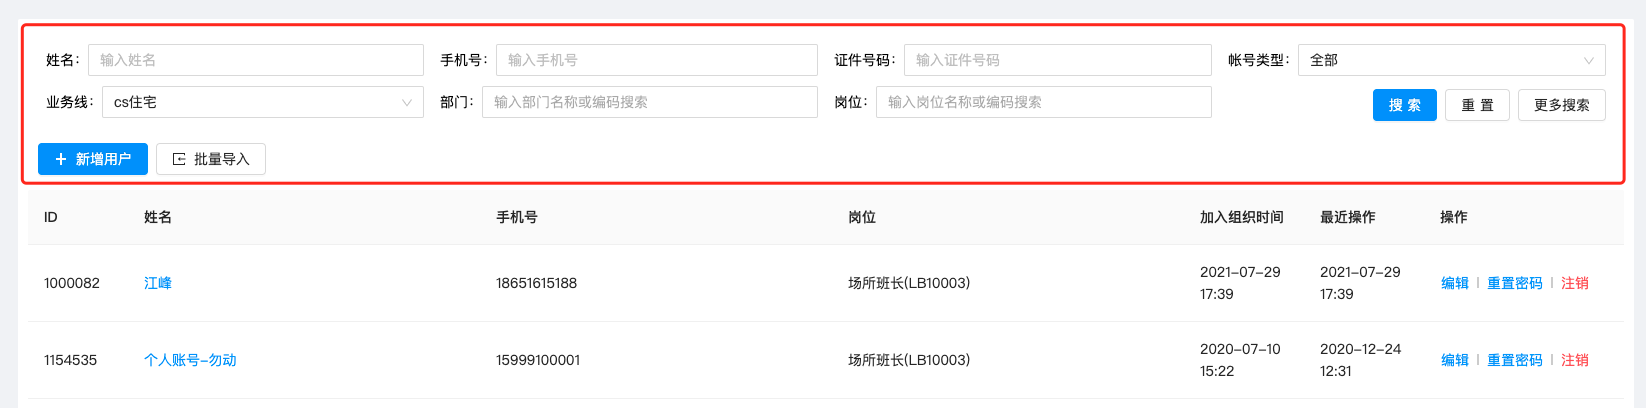 姓名： 输入姓名 手机号： 输入手机号 证件号码： 输入证件号码 帐号类型： 全部
业务线： cs住宅 部门： 输入部门名称或编码搜索 岗位： 输入岗位名称或编码搜索 搜 索 重 置 更多搜索
+ 新增用户 批量导入
ID 姓名 手机号 岗位 加入组织时间 最近操作 操作
1000082 江峰 18651615188 场所班长(LB10003) 2021-07-29 2021-07-29 编辑 | 重置密码 | 注销
17:39 17:39
1154535 个人账号-勿动 15999100001 场所班长(LB10003) 2020-07-10 2020-12-24 编辑 | 重置密码 | 注销
15:22 12:31